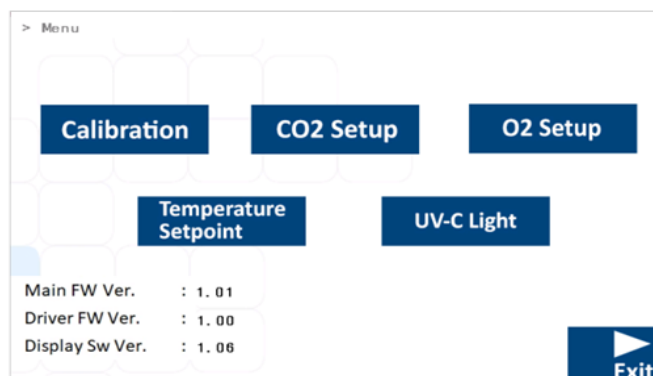 > Menu
Calibration CO2 Setup O2 Setup
Temperature
Setpoint
UV-C Light
Main FW Ver. : 1.01
Driver FW Ver. : 1.00
Display Sw Ver. : 1.06
Exit